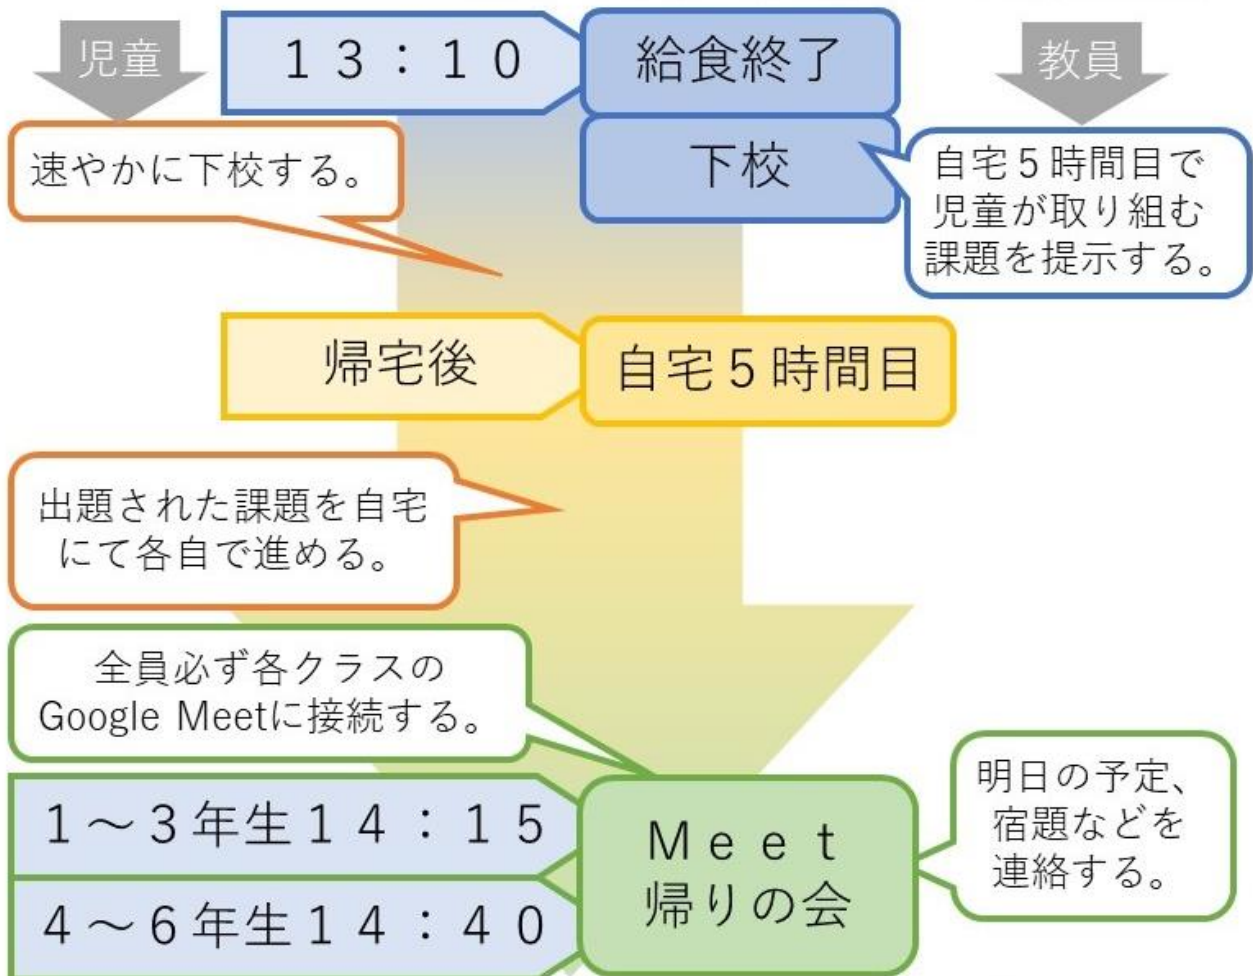 児童
13:10
給食終了
教員
速やかに下校する。
下校
自宅5時間目で
児童が取り組む
課題を提示する。
帰宅後
自宅5時間目
出題された課題を自宅
にて各自で進める。
全員必ず各クラスの
Google Meetに接続する。
1～3年生14：15
4～6年生14：40
Meet
帰りの会
明日の予定、
宿題などを
連絡する。